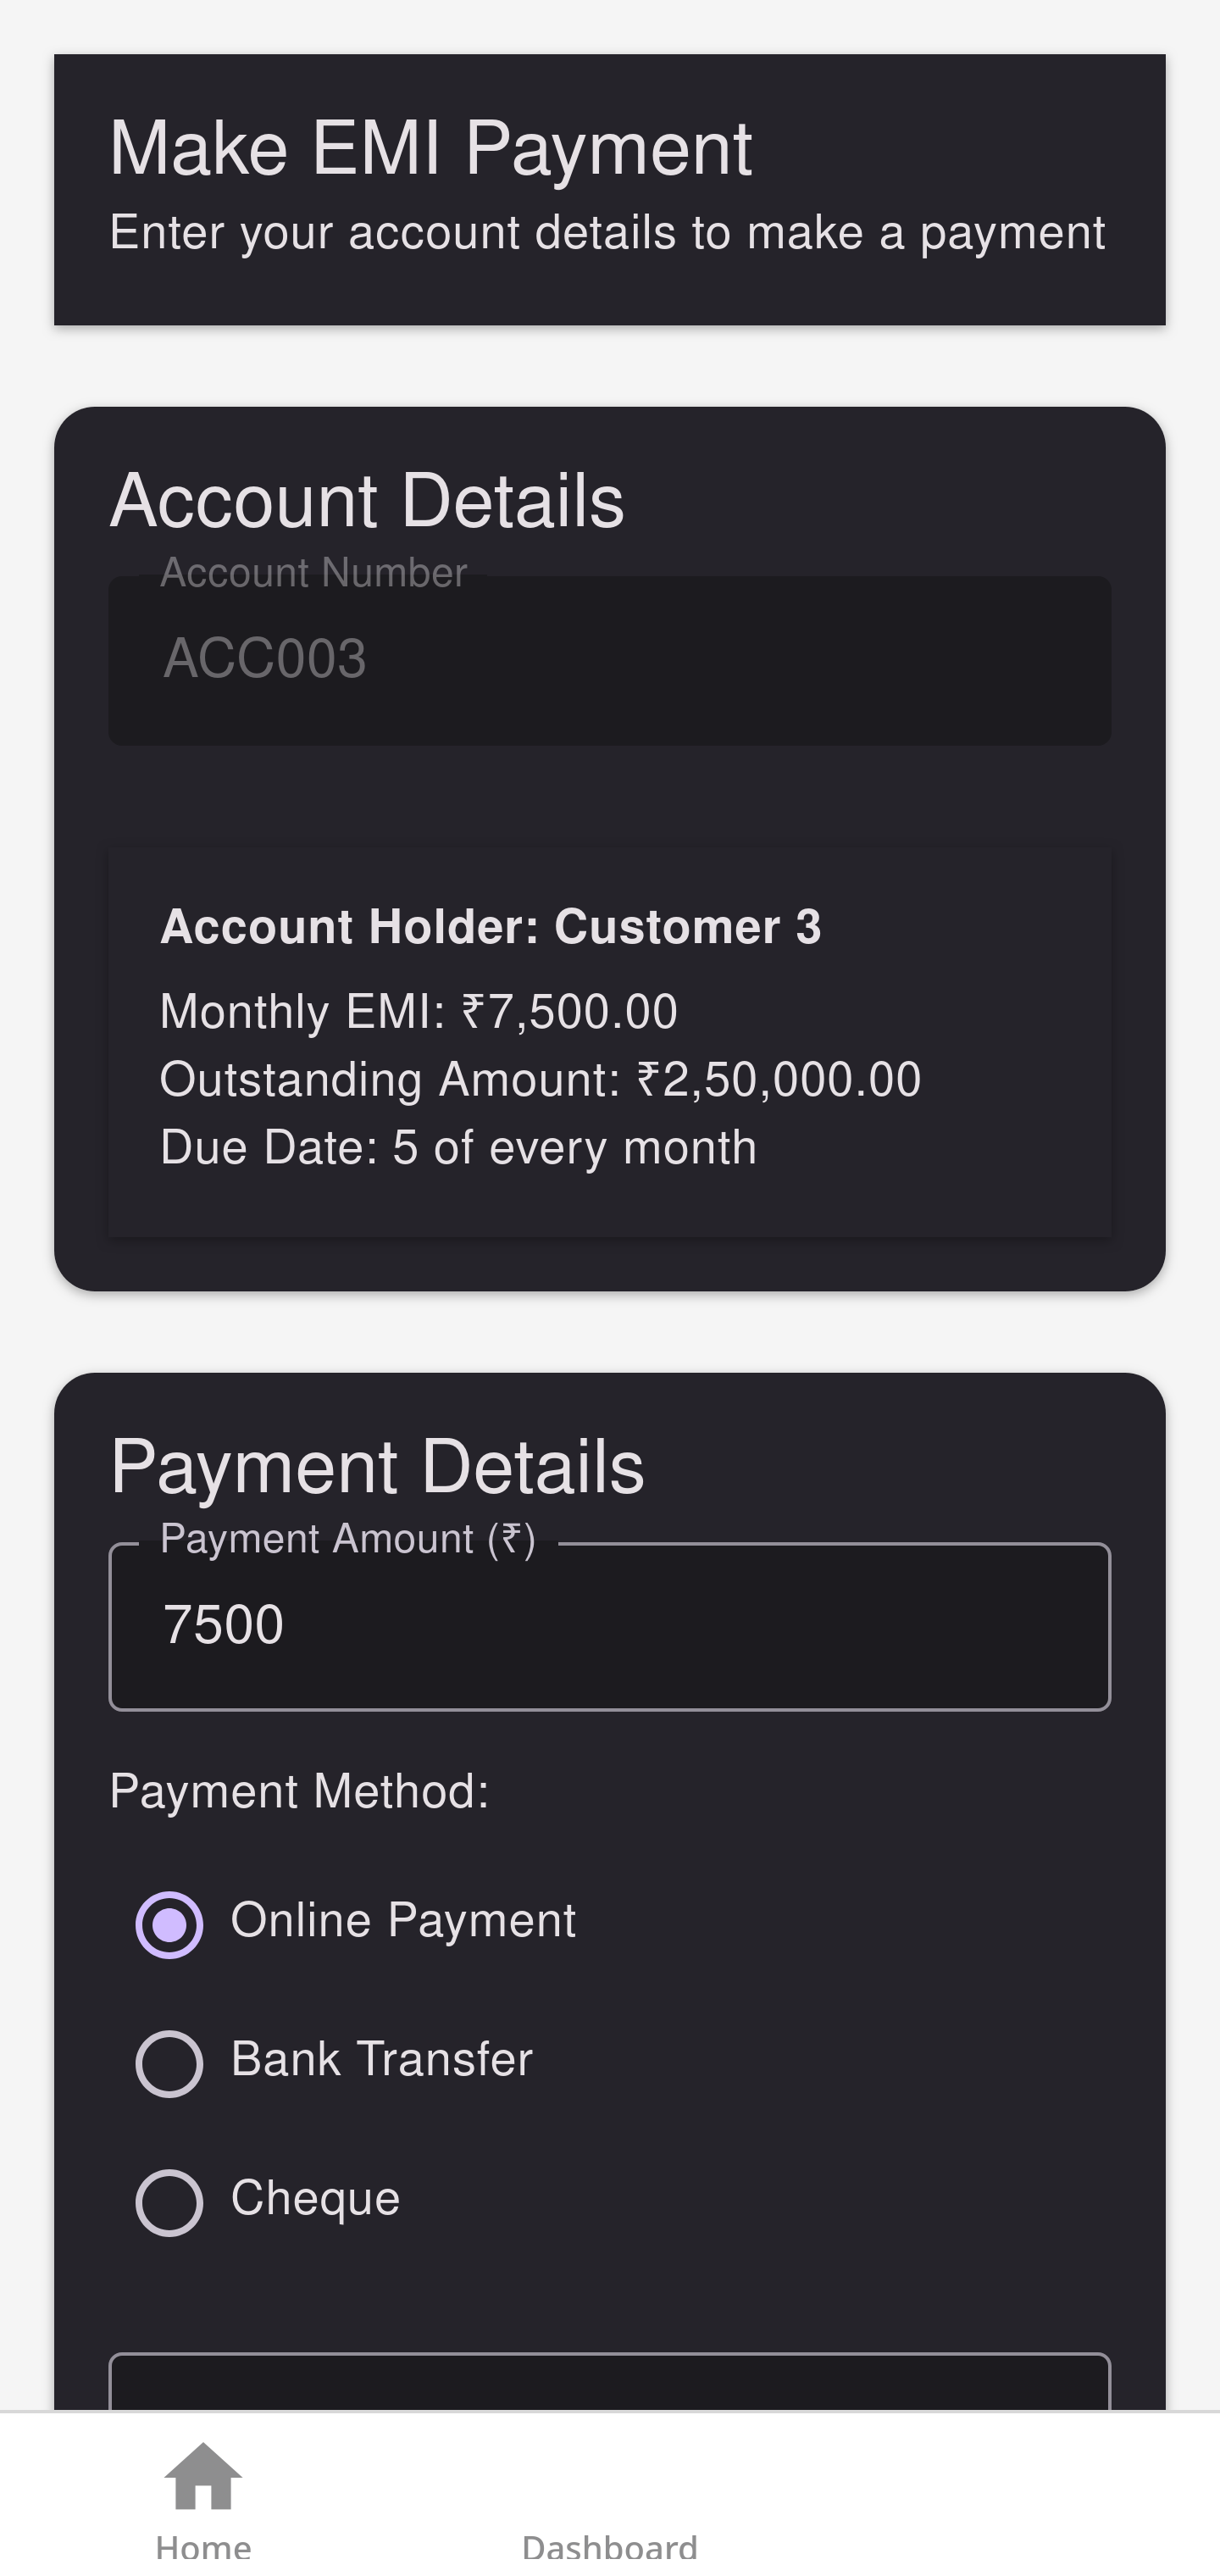 Make EMI Payment
Enter your account details to make a payment
Account Details
Account Number
ACC003
Account Holder: Customer 3
Monthly EMI: ₹7,500.00
Outstanding Amount: ₹2,50,000.00
Due Date: 5 of every month
Payment Details
Payment Amount (₹)
7500
Payment Method:
Online Payment
Bank Transfer
Cheque
Home
Dashboard